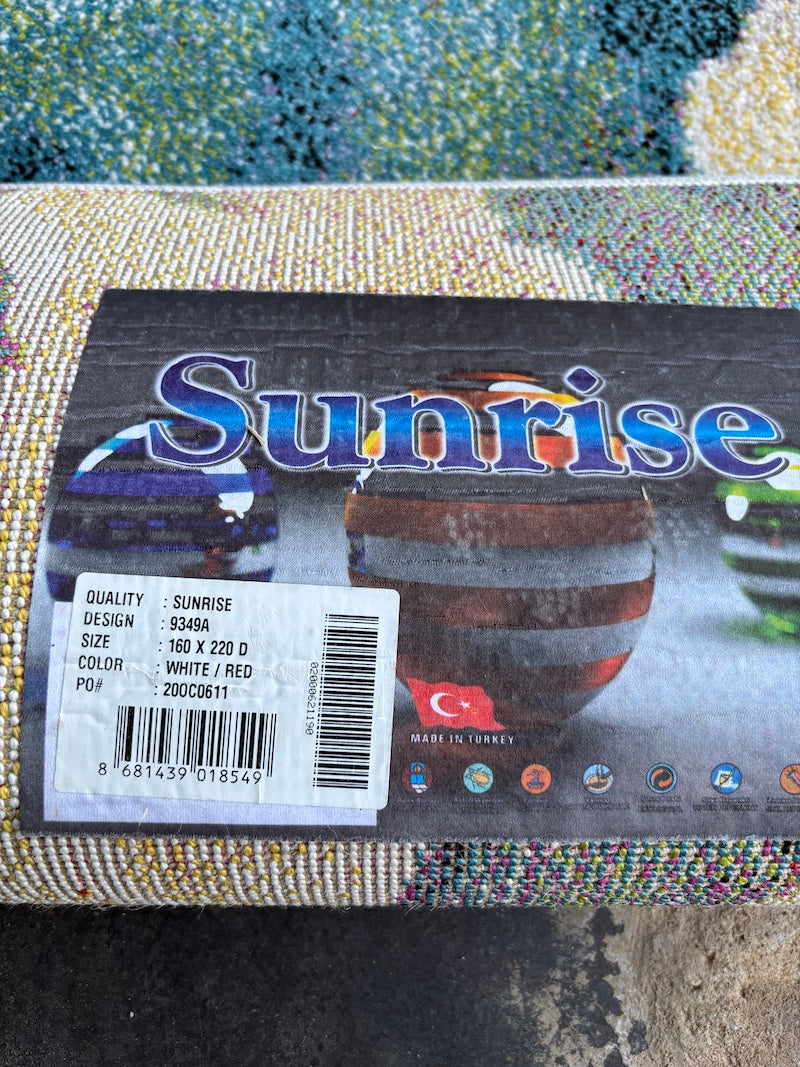 Sunrise
QUALITY : SUNRISE
DESIGN : 9349A
SIZE : 160 X 220 D
COLOR : WHITE / RED
PO# : 200C0611
8 681439 018549
02000621190
MADE IN TURKEY